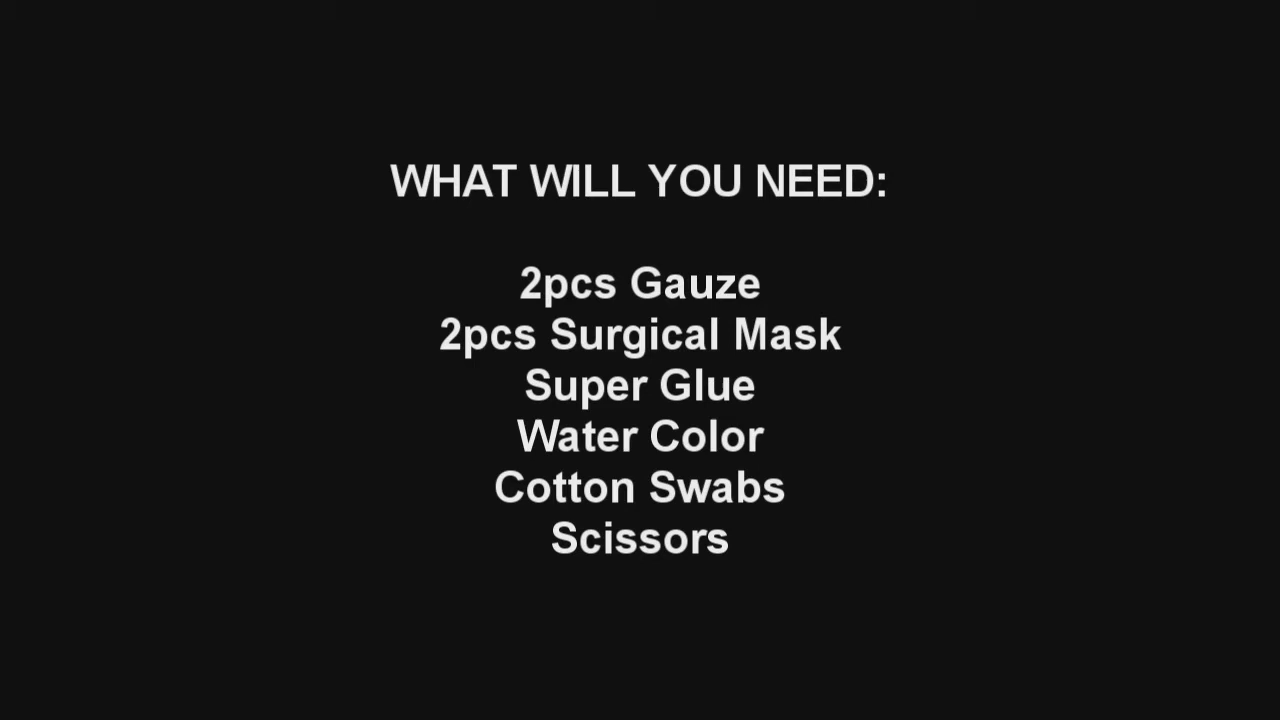 WHAT WILL YOU NEED:
2pcs Gauze
2pcs Surgical Mask
Super Glue
Water Color
Cotton Swabs
Scissors